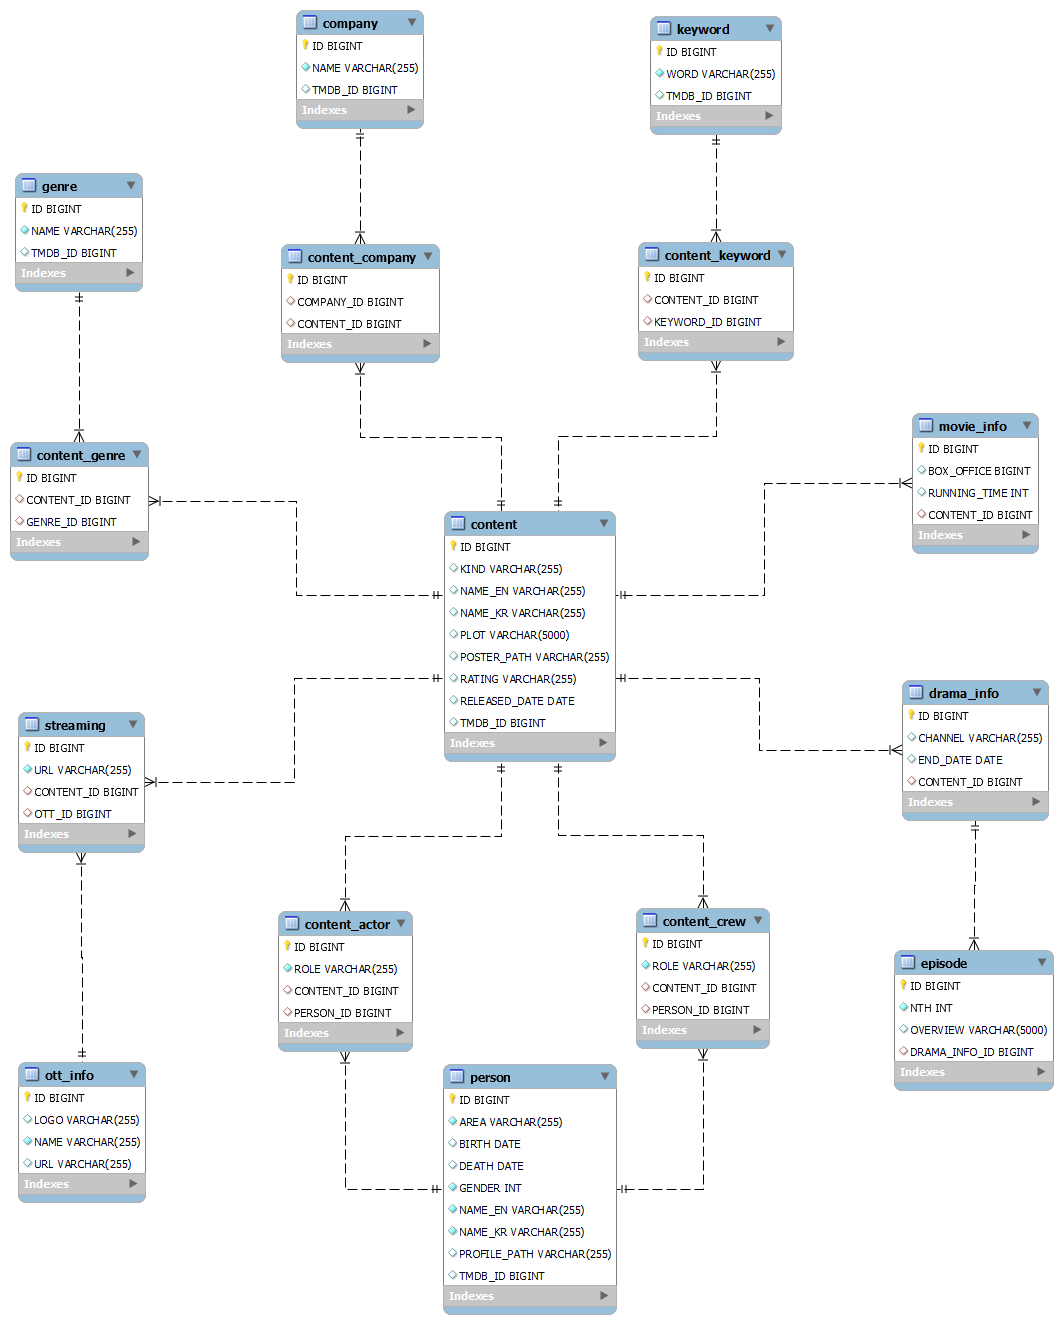 company
ID BIGINT
NAME VARCHAR(255)
TMDB_ID BIGINT
Indexes
keyword
ID BIGINT
WORD VARCHAR(255)
TMDB_ID BIGINT
Indexes
genre
ID BIGINT
NAME VARCHAR(255)
TMDB_ID BIGINT
Indexes
content_company
ID BIGINT
COMPANY_ID BIGINT
CONTENT_ID BIGINT
Indexes
content_keyword
ID BIGINT
CONTENT_ID BIGINT
KEYWORD_ID BIGINT
Indexes
content_genre
ID BIGINT
CONTENT_ID BIGINT
GENRE_ID BIGINT
Indexes
movie_info
ID BIGINT
BOX_OFFICE BIGINT
RUNNING_TIME INT
CONTENT_ID BIGINT
Indexes
content
ID BIGINT
KIND VARCHAR(255)
NAME_EN VARCHAR(255)
NAME_KR VARCHAR(255)
PLOT VARCHAR(5000)
POSTER_PATH VARCHAR(255)
RATING VARCHAR(255)
RELEASED_DATE DATE
TMDB_ID BIGINT
Indexes
streaming
ID BIGINT
URL VARCHAR(255)
CONTENT_ID BIGINT
OTT_ID BIGINT
Indexes
drama_info
ID BIGINT
CHANNEL VARCHAR(255)
END_DATE DATE
CONTENT_ID BIGINT
Indexes
content_actor
ID BIGINT
ROLE VARCHAR(255)
CONTENT_ID BIGINT
PERSON_ID BIGINT
Indexes
content_crew
ID BIGINT
ROLE VARCHAR(255)
CONTENT_ID BIGINT
PERSON_ID BIGINT
Indexes
episode
ID BIGINT
NTH INT
OVERVIEW VARCHAR(5000)
DRAMA_INFO_ID BIGINT
Indexes
ott_info
ID BIGINT
LOGO VARCHAR(255)
NAME VARCHAR(255)
URL VARCHAR(255)
Indexes
person
ID BIGINT
AREA VARCHAR(255)
BIRTH DATE
DEATH DATE
GENDER INT
NAME_EN VARCHAR(255)
NAME_KR VARCHAR(255)
PROFILE_PATH VARCHAR(255)
TMDB_ID BIGINT
Indexes